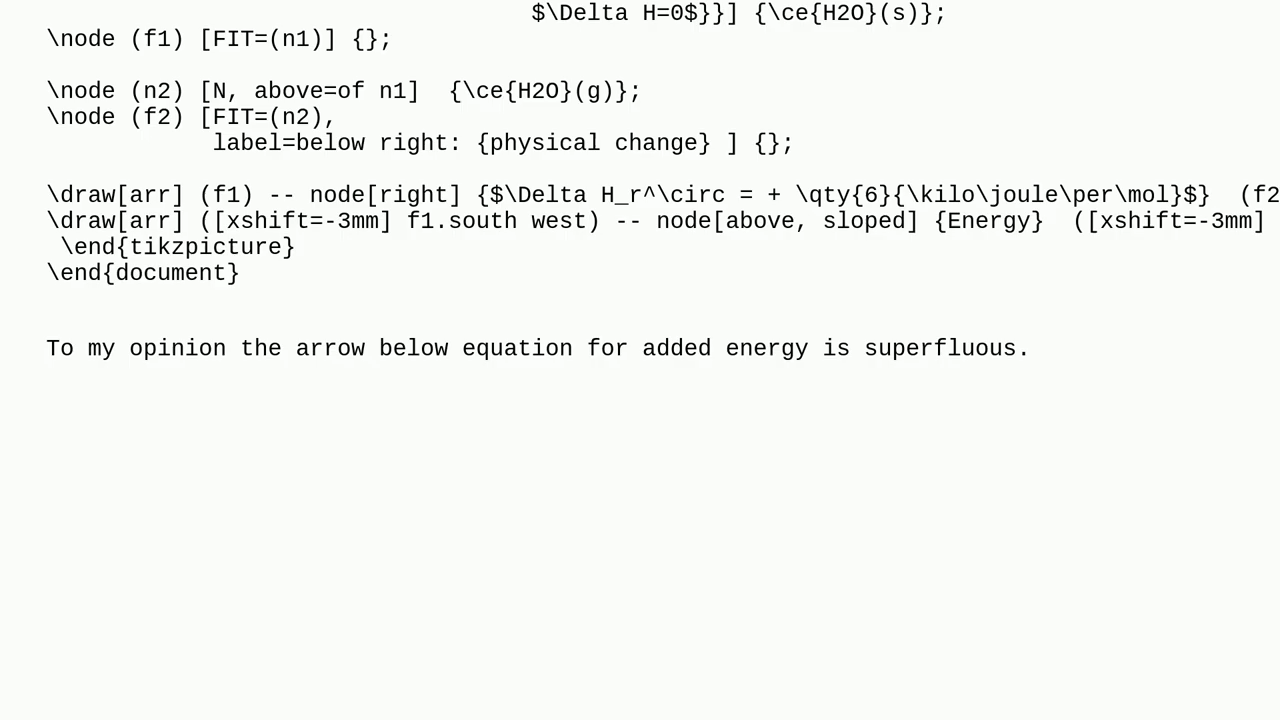 $\Delta H=0$}}] {\ce{H2O}(s)};
\node (f1) [FIT=(n1)] {};
\node (n2) [N, above=of n1]  {\ce{H2O}(g)};
\node (f2) [FIT=(n2),
label=below right: {physical change} ] {};
\draw[arr] (f1) -- node[right] {$\Delta H_r^\circ = + \qty{6}{\kilo\joule\per\mol}$}  (f2
\draw[arr] ([xshift=-3mm] f1.south west) -- node[above, sloped] {Energy}  ([xshift=-3mm]
\end{tikzpicture}
\end{document}
To my opinion the arrow below equation for added energy is superfluous.